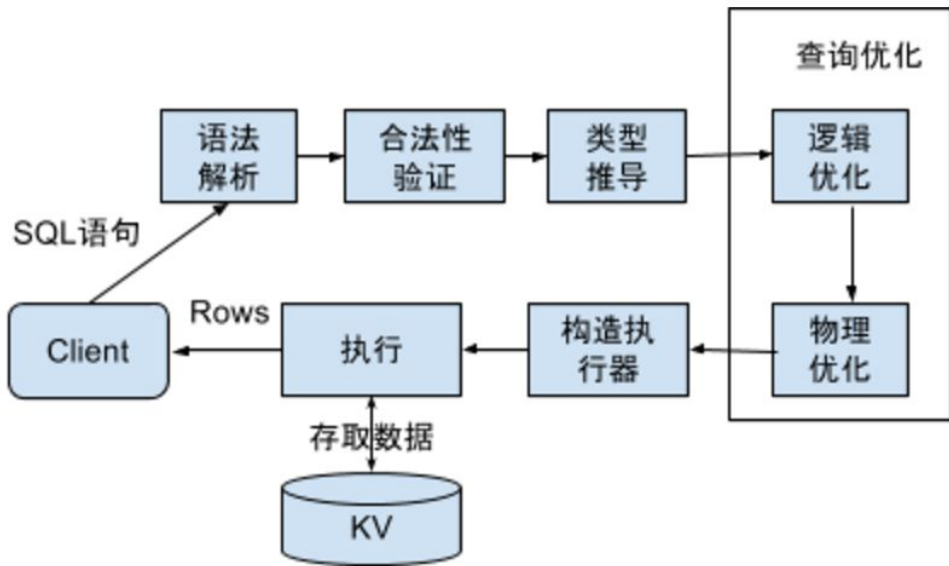 查询优化
语法
解析
合法性
验证
类型
推导
逻辑
优化
SQL语句
Client
Rows
执行
构造执
行器
物理
优化
存取数据
KV